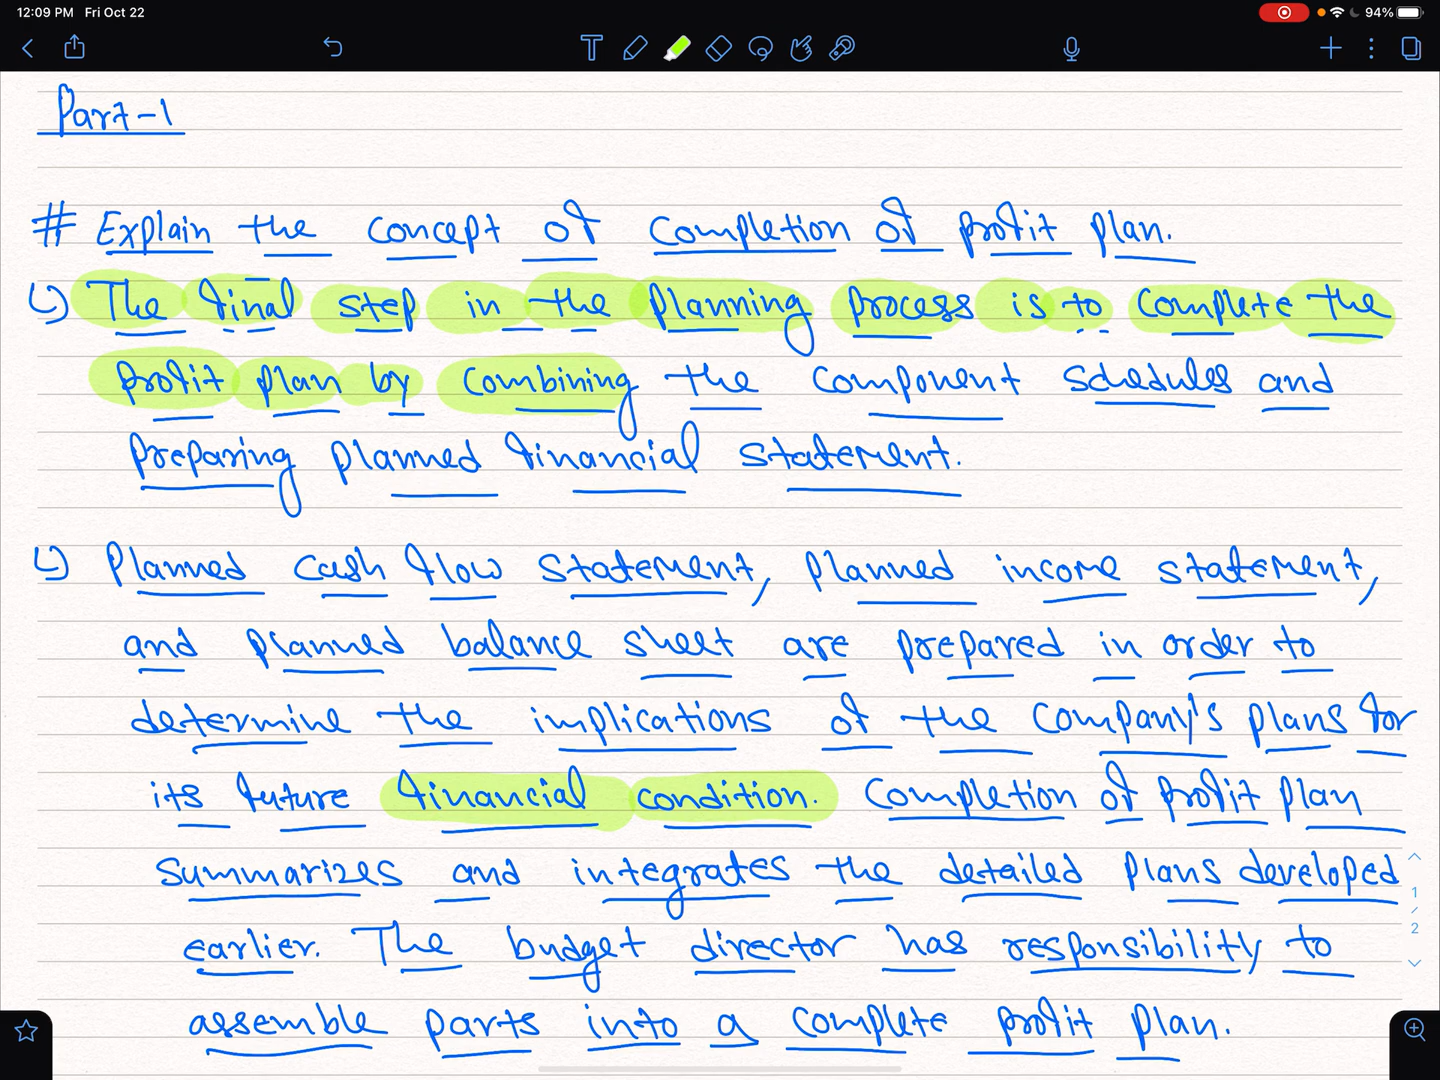 12:09 PM Fri Oct 22 94%
Part-1
# Explain the concept of completion of profit plan.
The final step in the planning process is to complete the
profit plan by combining the component schedules and
preparing planned financial statement.
Planned cash flow statement, planned income statement,
and planned balance sheet are prepared in order to
determine the implications of the company's plans for
its future financial condition. Completion of profit plan
summarizes and integrates the detailed plans developed
earlier. The budget director has responsibility to
assemble parts into a complete profit plan.
1
/
2